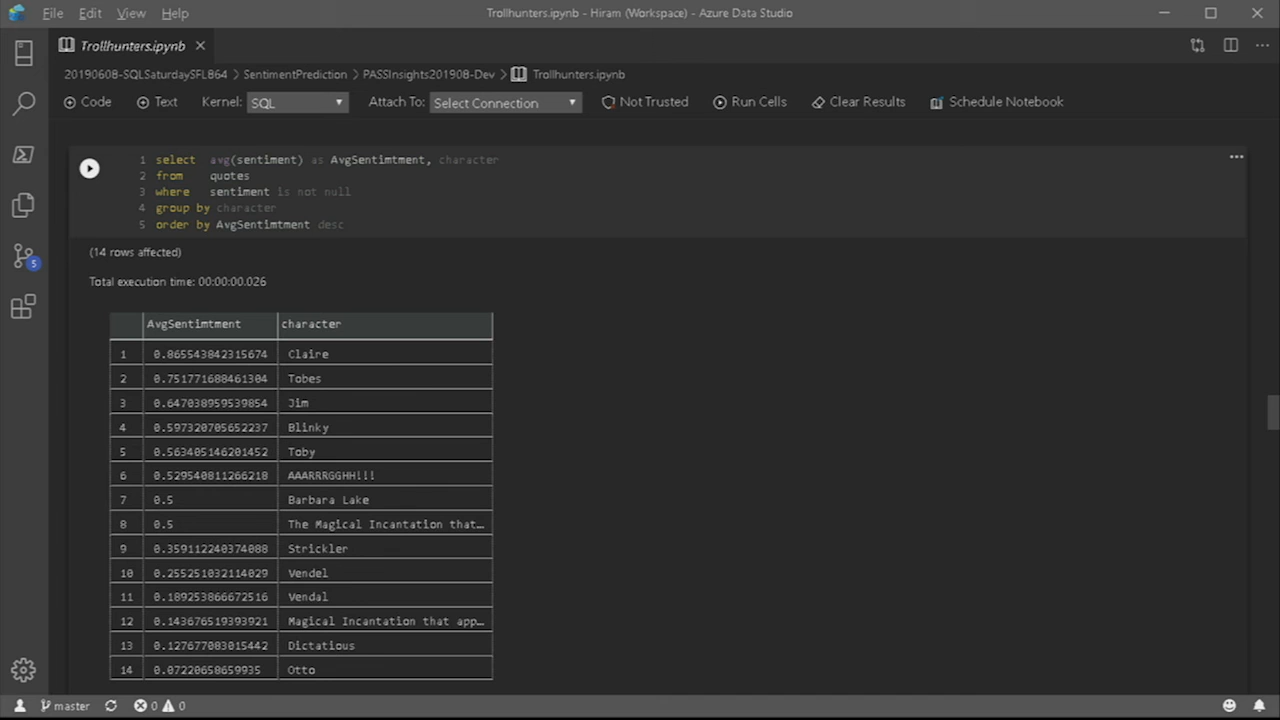 File Edit View Help Trollhunters.ipynb - Hiram (Workspace) - Azure Data Studio
Trollhunters.ipynb
20190608-SQLSaturdaySFL864 > SentimentPrediction > PASSInsights201908-Dev > Trollhunters.ipynb
Code Text Kernel: SQL Attach To: Select Connection Not Trusted Run Cells Clear Results Schedule Notebook
1 select avg(sentiment) as AvgSentimtment, character
2 from quotes
3 where sentiment is not null
4 group by character
5 order by AvgSentimtment desc
(14 rows affected)
Total execution time: 00:00:00.026
AvgSentimtment character
1 0.865543842315674 Claire
2 0.751771688461304 Tobes
3 0.647038959539854 Jim
4 0.597320705652237 Blinky
5 0.563405146201452 Toby
6 0.529540811266218 AAARRRGGHH!!!
7 0.5 Barbara Lake
8 0.5 The Magical Incantation that…
9 0.359112240374088 Strickler
10 0.255251032114029 Vendel
11 0.189253866672516 Vendal
12 0.143676519393921 Magical Incantation that app…
13 0.127677083015442 Dictatious
14 0.07220658659935 Otto
5
master 0 0